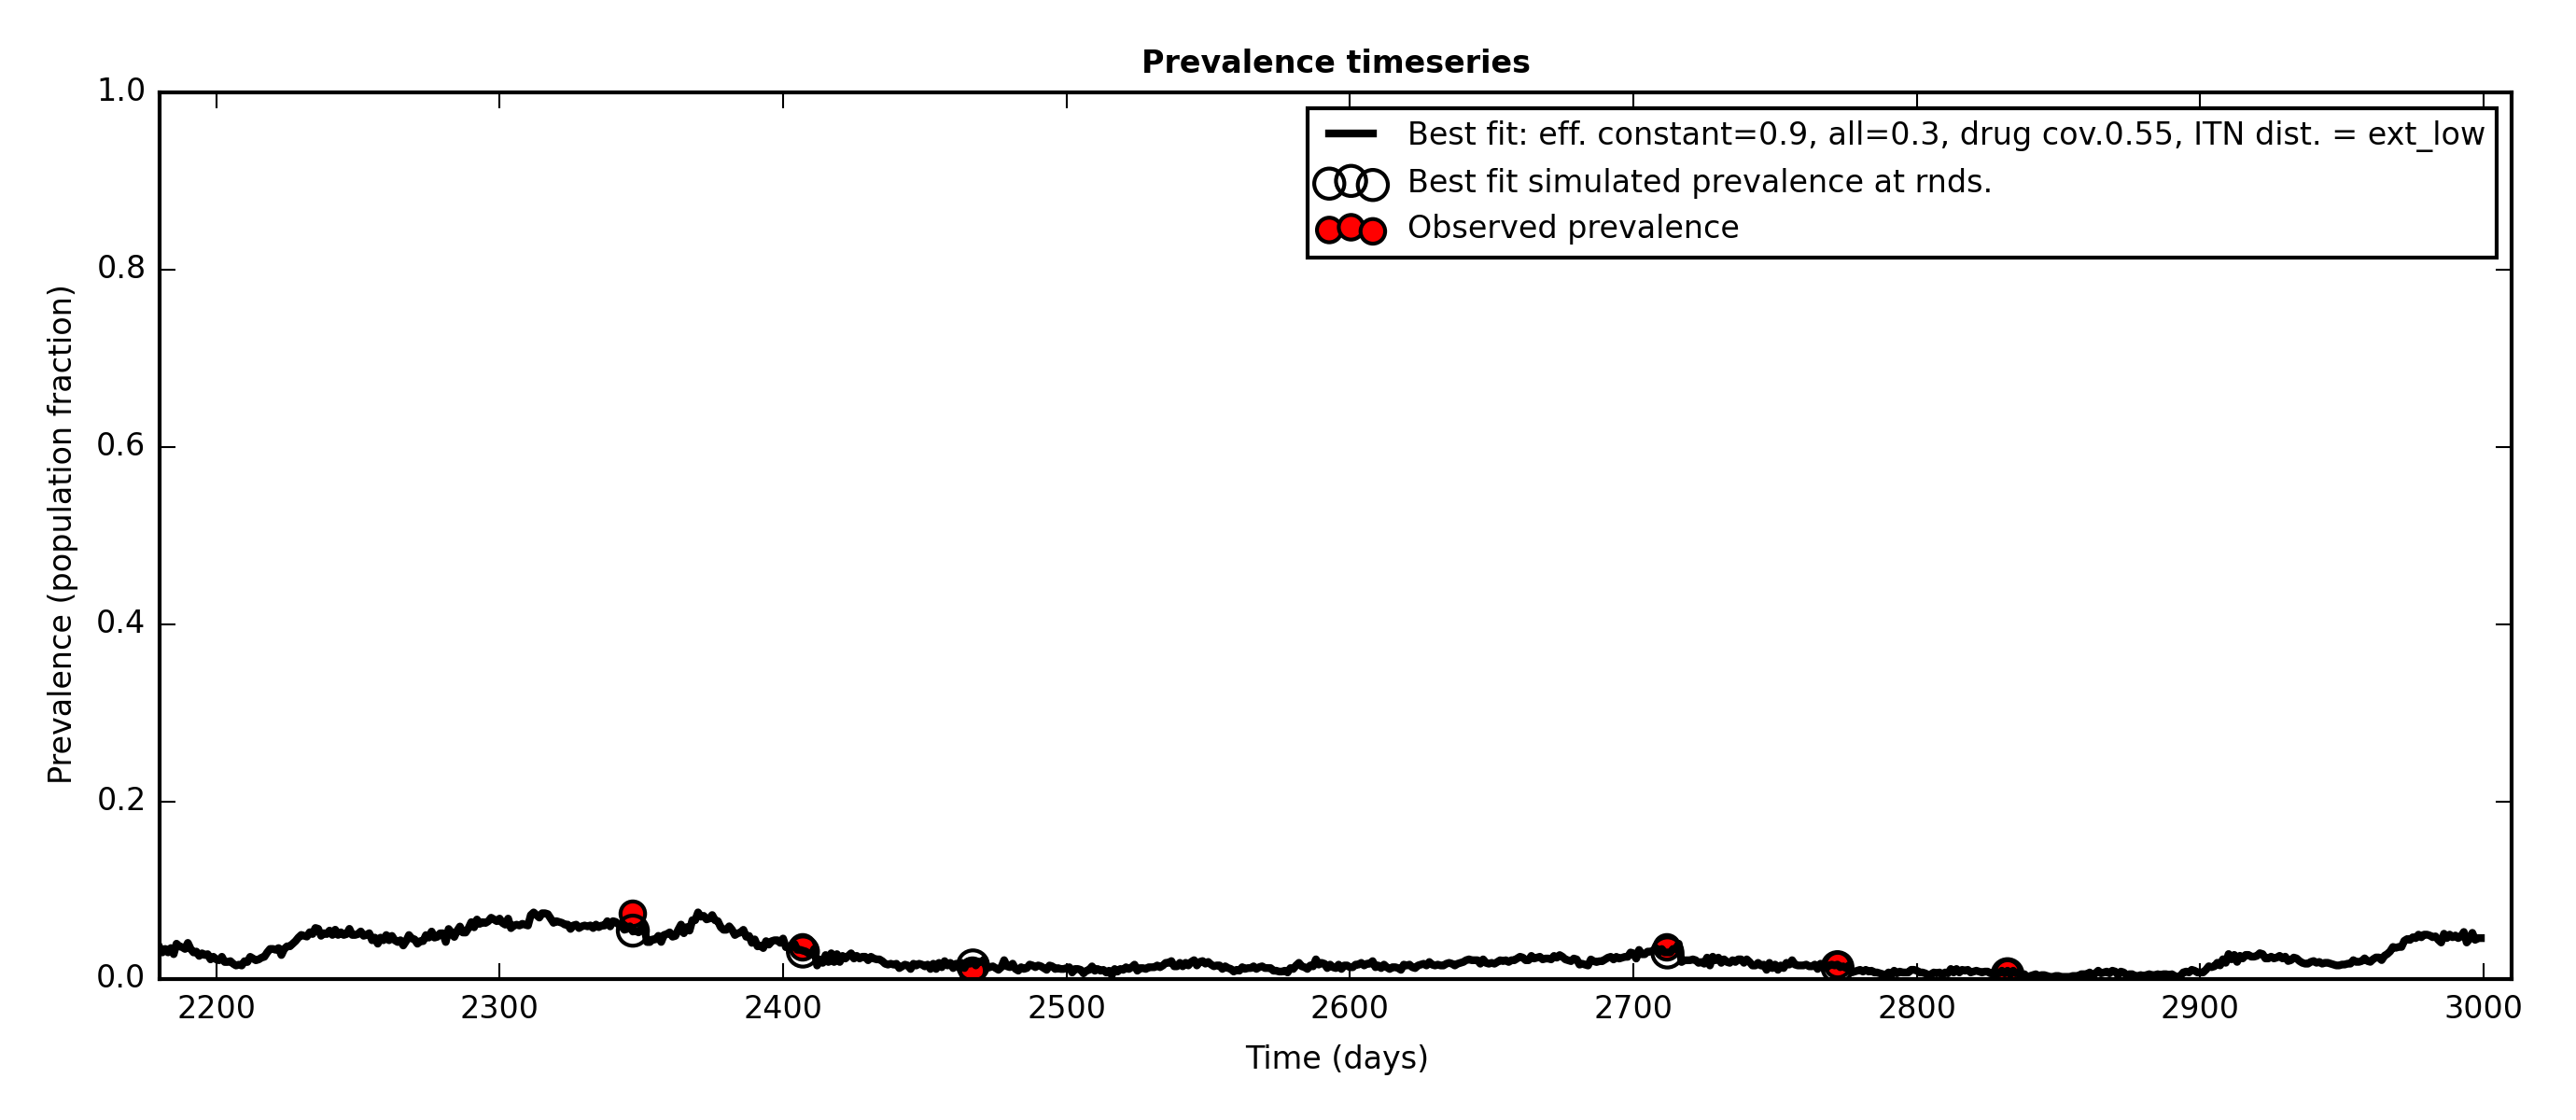 Prevalence timeseries
Best fit: eff. constant=0.9, all=0.3, drug cov.0.55, ITN dist. = ext_low
Best fit simulated prevalence at rnds.
Observed prevalence
Prevalence (population fraction)
1.0
0.8
0.6
0.4
0.2
0.0
2200 2300 2400 2500 2600 2700 2800 2900 3000
Time (days)